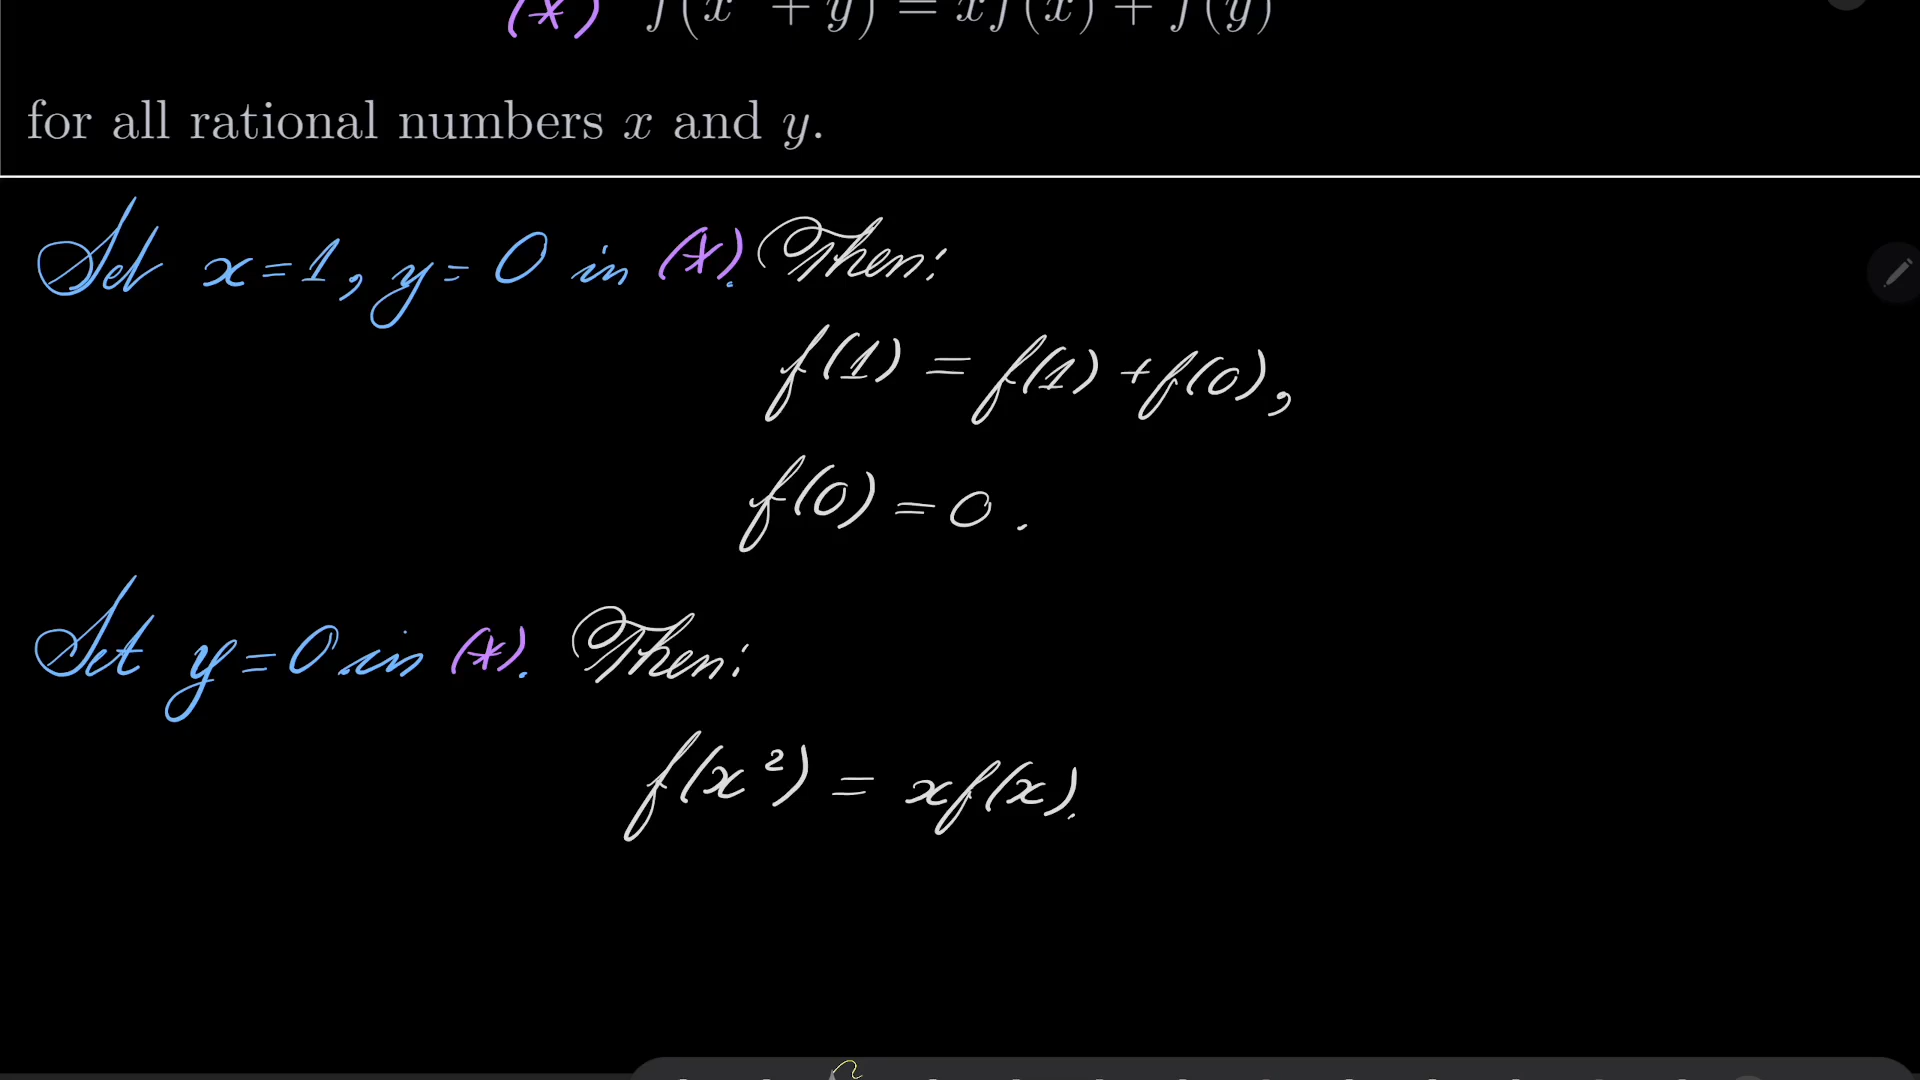 (*) f(x + y) = xf(x) + f(y)
for all rational numbers x and y.
Set x=1, y=0 in (*). Then:
f(1) = f(1) + f(0),
f(0) = 0.
Set y=0 in (*). Then:
f(x²) = xf(x).